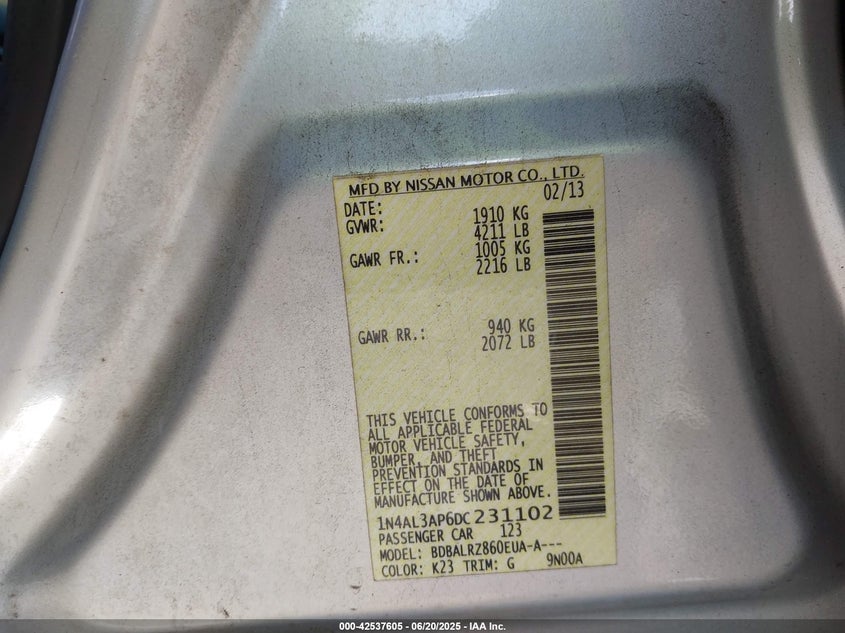 MFD BY NISSAN MOTOR CO., LTD.
DATE: 02/13
GVWR: 1910 KG
4211 LB
GAWR FR.: 1005 KG
2216 LB
GAWR RR.: 940 KG
2072 LB
THIS VEHICLE CONFORMS TO
ALL APPLICABLE FEDERAL
MOTOR VEHICLE SAFETY,
BUMPER, AND THEFT
PREVENTION STANDARDS IN
EFFECT ON THE DATE OF
MANUFACTURE SHOWN ABOVE.
1N4AL3AP6DC231102
PASSENGER CAR 123
MODEL: BDBALRZ860EUA-A---
COLOR: K23 TRIM: G 9N00A
000-42537605 - 06/20/2025 - IAA Inc.